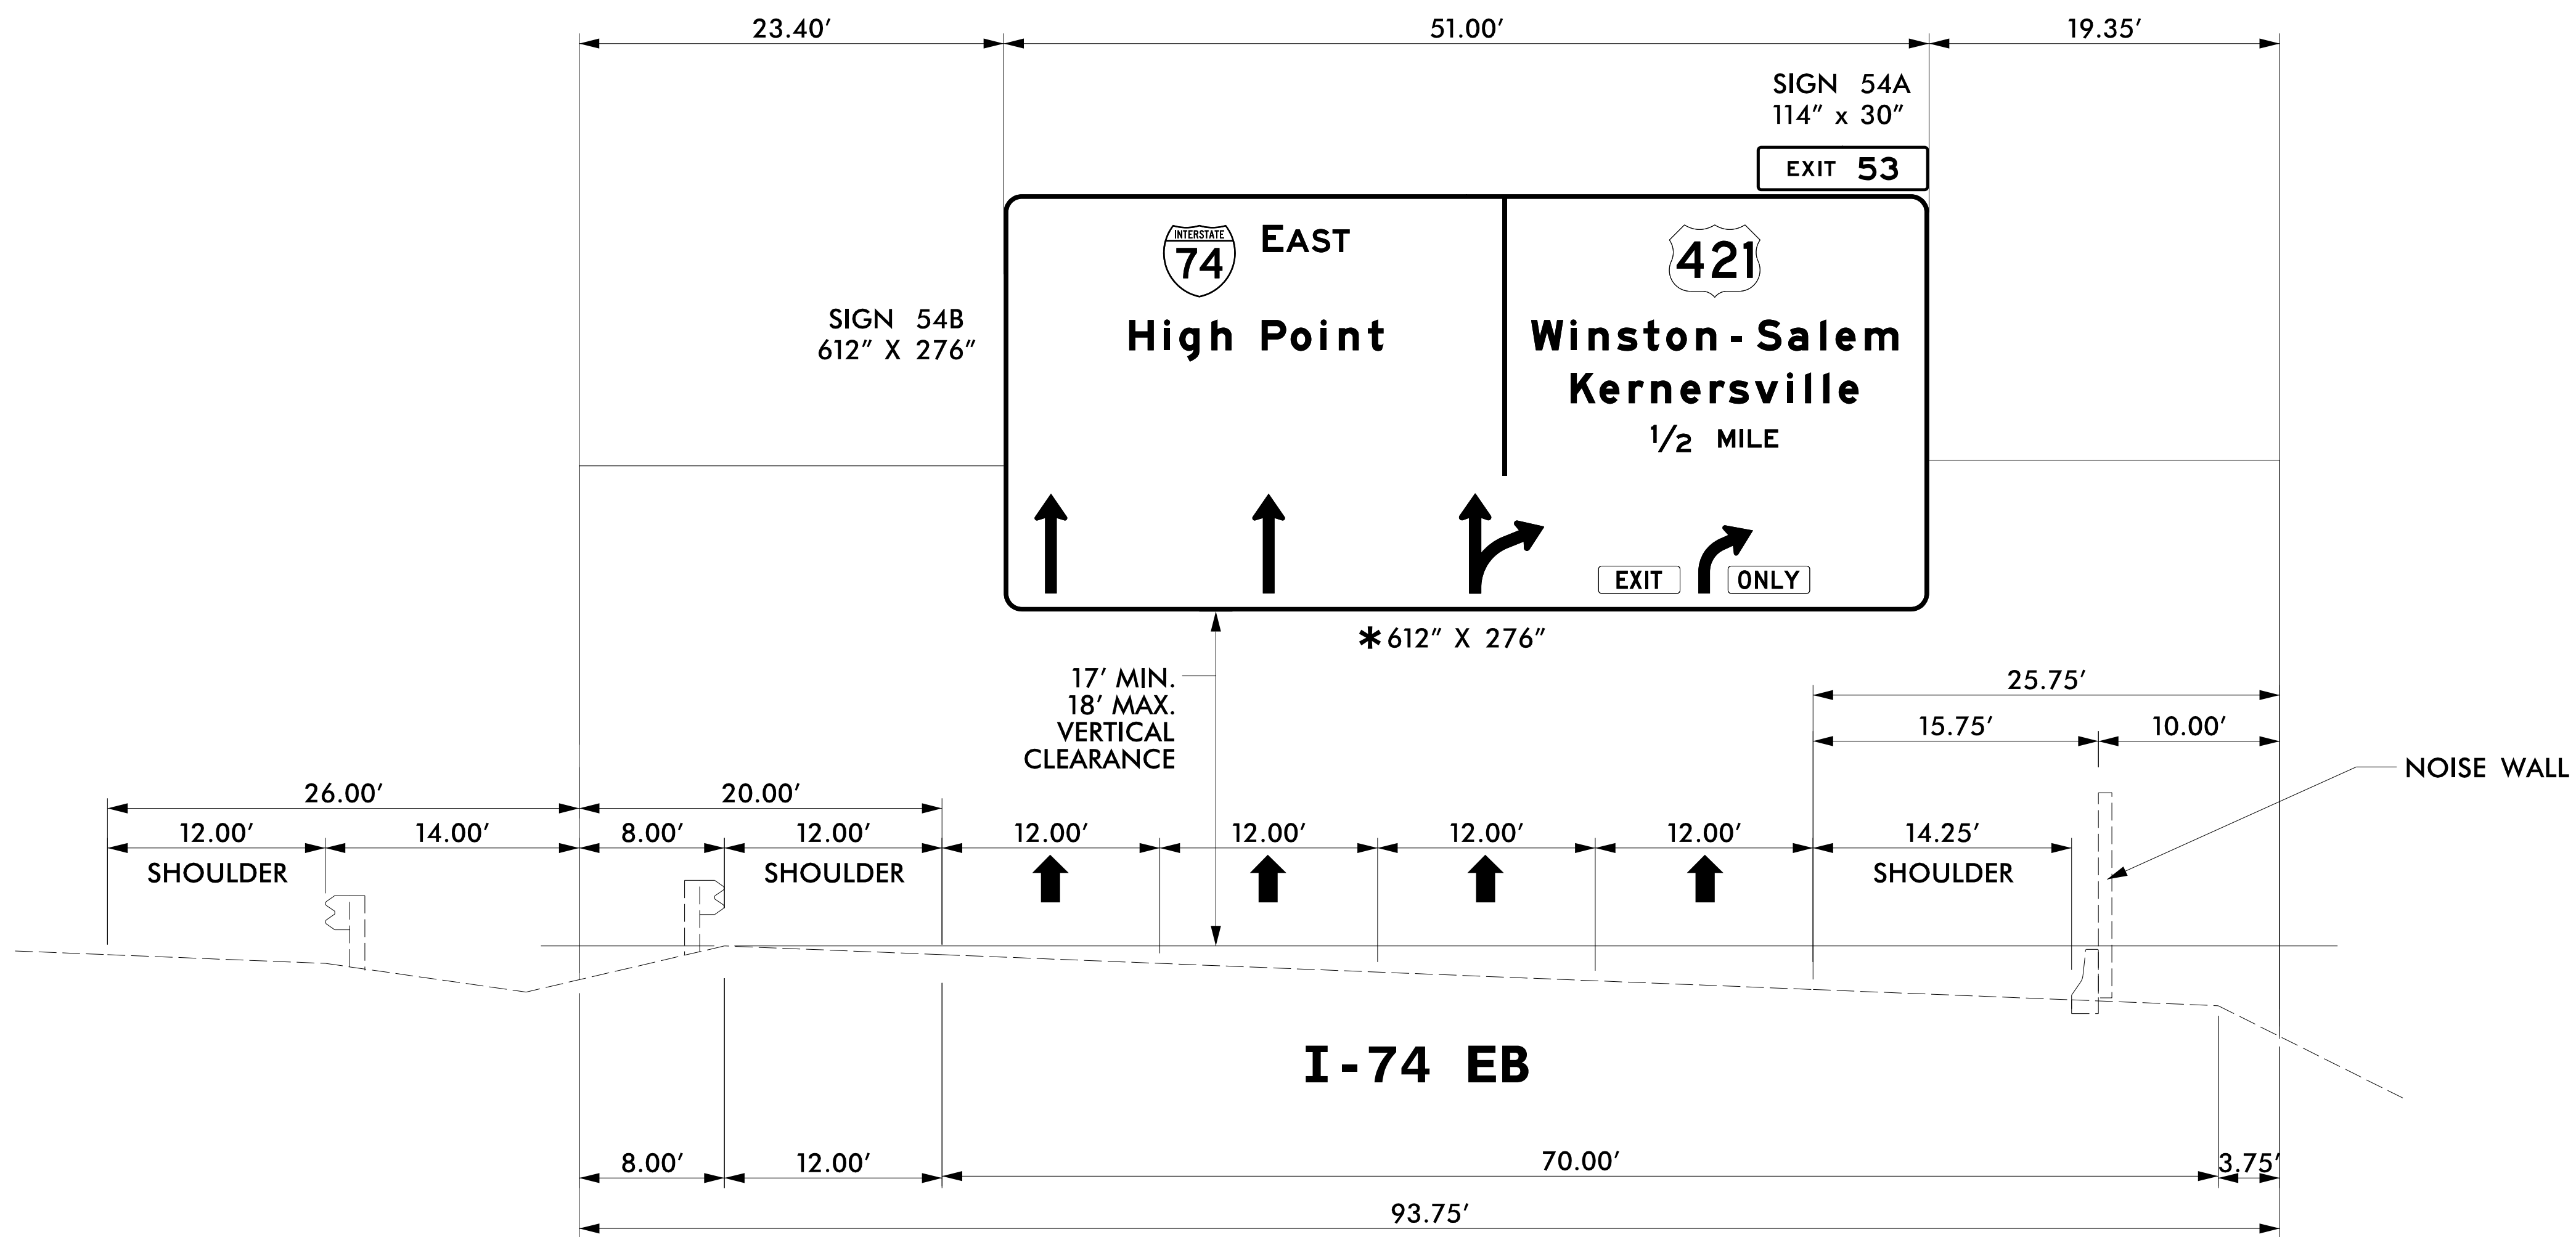 23.40′ 51.00′ 19.35′
SIGN 54A
114″ x 30″
EXIT 53
INTERSTATE
74 EAST
421
High Point
Winston-Salem
Kernersville
1/2 MILE
EXIT ONLY
SIGN 54B
612″ X 276″
*612″ X 276″
17′ MIN.
18′ MAX.
VERTICAL
CLEARANCE
25.75′
15.75′ 10.00′
NOISE WALL
26.00′ 20.00′
12.00′ 14.00′ 8.00′ 12.00′ 12.00′ 12.00′ 12.00′ 12.00′ 14.25′
SHOULDER SHOULDER SHOULDER
I-74 EB
8.00′ 12.00′ 70.00′ 3.75′
93.75′